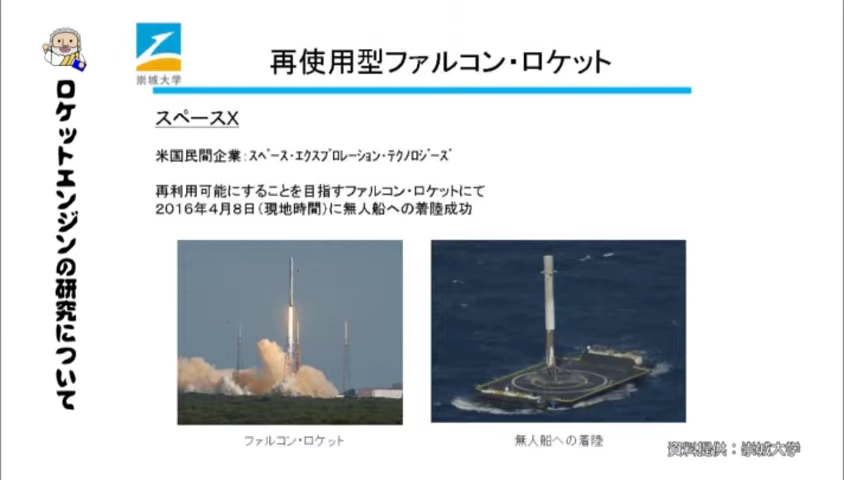 ロケットエンジンの研究について
崇城大学
再使用型ファルコン・ロケット
スペースX
米国民間企業：ｽﾍﾟｰｽ・ｴｸｽﾌﾟﾛﾚｰｼｮﾝ・ﾃｸﾉﾛｼﾞｰｽﾞ
再利用可能にすることを目指すファルコン・ロケットにて
2016年4月8日（現地時間）に無人船への着陸成功
ファルコン・ロケット
無人船への着陸
資料提供：崇城大学